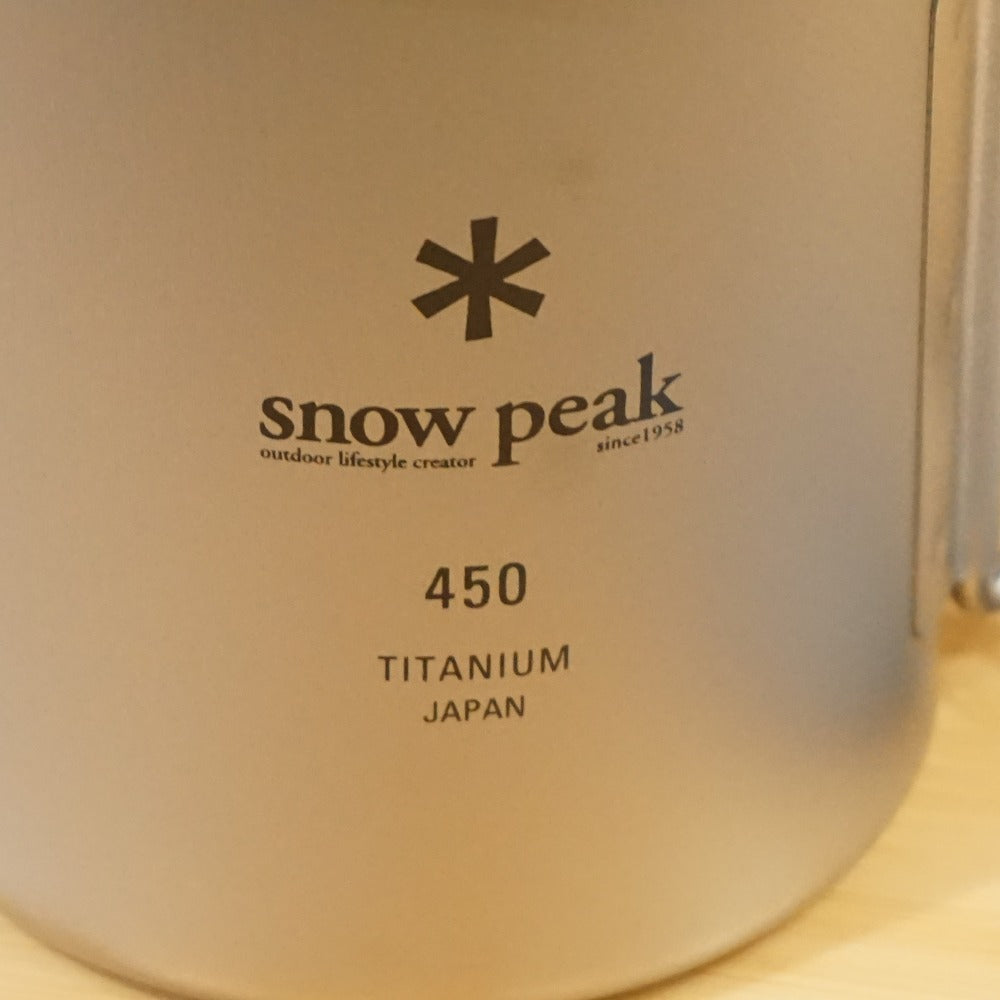 snow peak
outdoor lifestyle creator since1958
450
TITANIUM
JAPAN